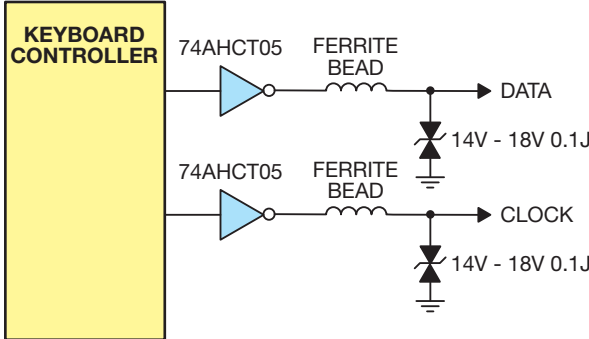 KEYBOARD
CONTROLLER
74AHCT05
FERRITE
BEAD
DATA
14V - 18V 0.1J
74AHCT05
FERRITE
BEAD
CLOCK
14V - 18V 0.1J